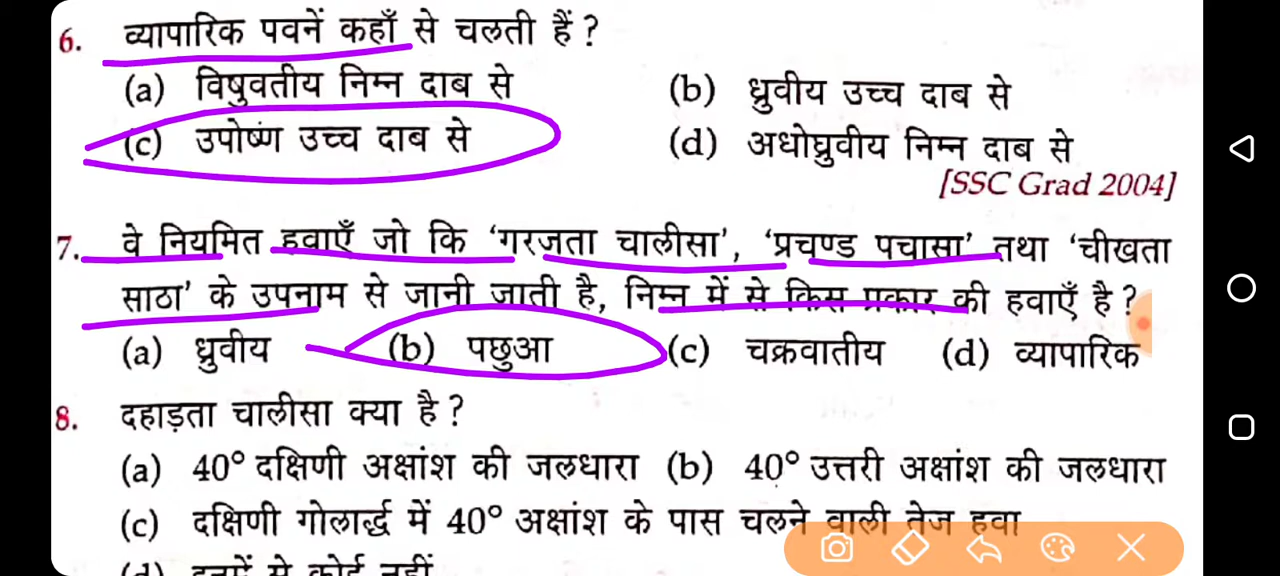 6. व्यापारिक पवनें कहाँ से चलती हैं ?
(a) विषुवतीय निम्न दाब से (b) ध्रुवीय उच्च दाब से
(c) उपोष्ण उच्च दाब से (d) अधोध्रुवीय निम्न दाब से
[SSC Grad 2004]
7. वे नियमित हवाएँ जो कि ‘गरजता चालीसा’, ‘प्रचण्ड पचासा’ तथा ‘चीखता
साठा’ के उपनाम से जानी जाती है, निम्न में से किस प्रकार की हवाएँ है ?
(a) ध्रुवीय (b) पछुआ (c) चक्रवातीय (d) व्यापारिक
8. दहाड़ता चालीसा क्या है ?
(a) 40° दक्षिणी अक्षांश की जलधारा (b) 40° उत्तरी अक्षांश की जलधारा
(c) दक्षिणी गोलार्द्ध में 40° अक्षांश के पास चलने वाली तेज हवा
(d) इनमें से कोई नहीं